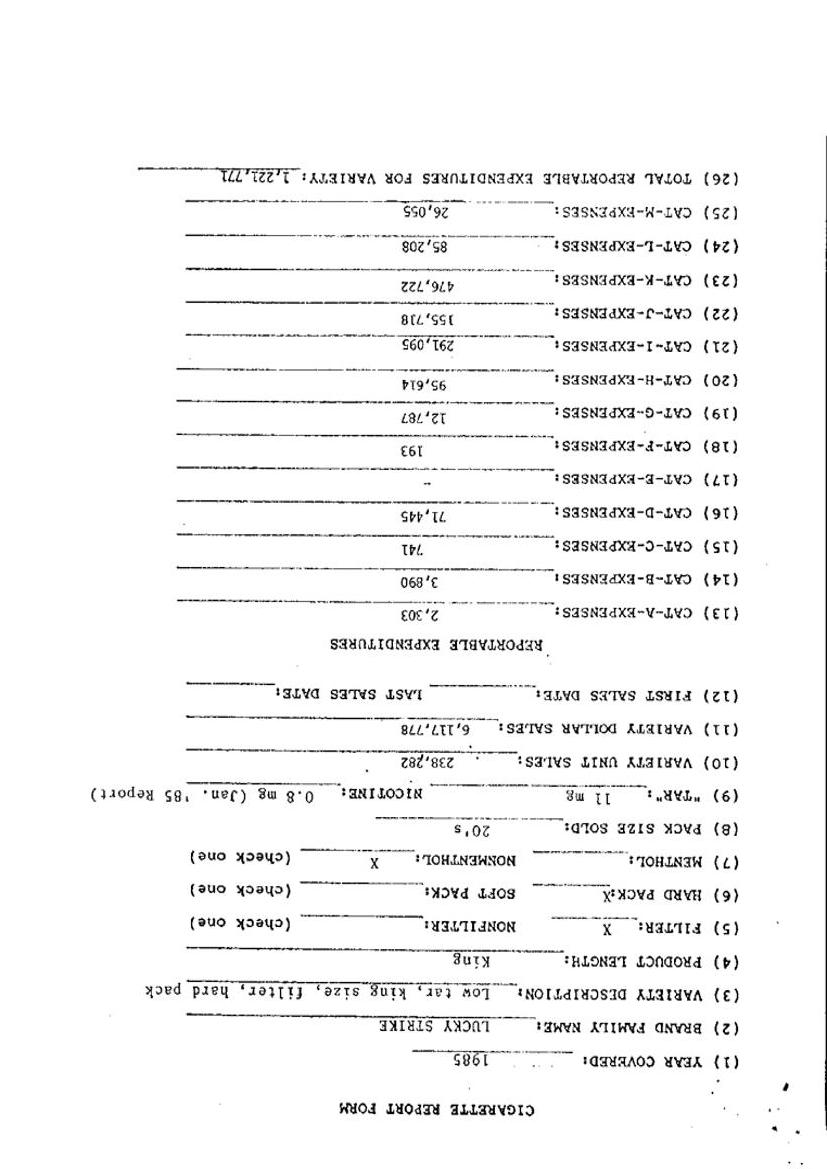 CIGARETTE REPORT FORM
(1) YEAR COVERED: 1985
(2) BRAND FAMILY NAME: LUCKY STRIKE
(3) VARIETY DESCRIPTION: Low tar, king size, filter, hard pack
(4) PRODUCT LENGTH: King
(5) FILTER: X NONFILTER: (check one)
(6) HARD PACK: X SOFT PACK: (check one)
(7) MENTHOL: NONMENTHOL: X (check one)
(8) PACK SIZE SOLD: 20's
(9) "TAR": 11 mg NICOTINE: 0.8 mg (Jan. '85 Report)
(10) VARIETY UNIT SALES: 238,282
(11) VARIETY DOLLAR SALES: 6,117,778
(12) FIRST SALES DATE: LAST SALES DATE:
REPORTABLE EXPENDITURES
(13) CAT-A-EXPENSES: 2,303
(14) CAT-B-EXPENSES: 3,890
(15) CAT-C-EXPENSES: 741
(16) CAT-D-EXPENSES: 71,445
(17) CAT-E-EXPENSES: -
(18) CAT-F-EXPENSES: 193
(19) CAT-G-EXPENSES: 12,787
(20) CAT-H-EXPENSES: 95,614
(21) CAT-I-EXPENSES: 291,095
(22) CAT-J-EXPENSES: 155,718
(23) CAT-K-EXPENSES: 476,722
(24) CAT-L-EXPENSES: 85,208
(25) CAT-M-EXPENSES: 26,055
(26) TOTAL REPORTABLE EXPENDITURES FOR VARIETY: 1,221,771